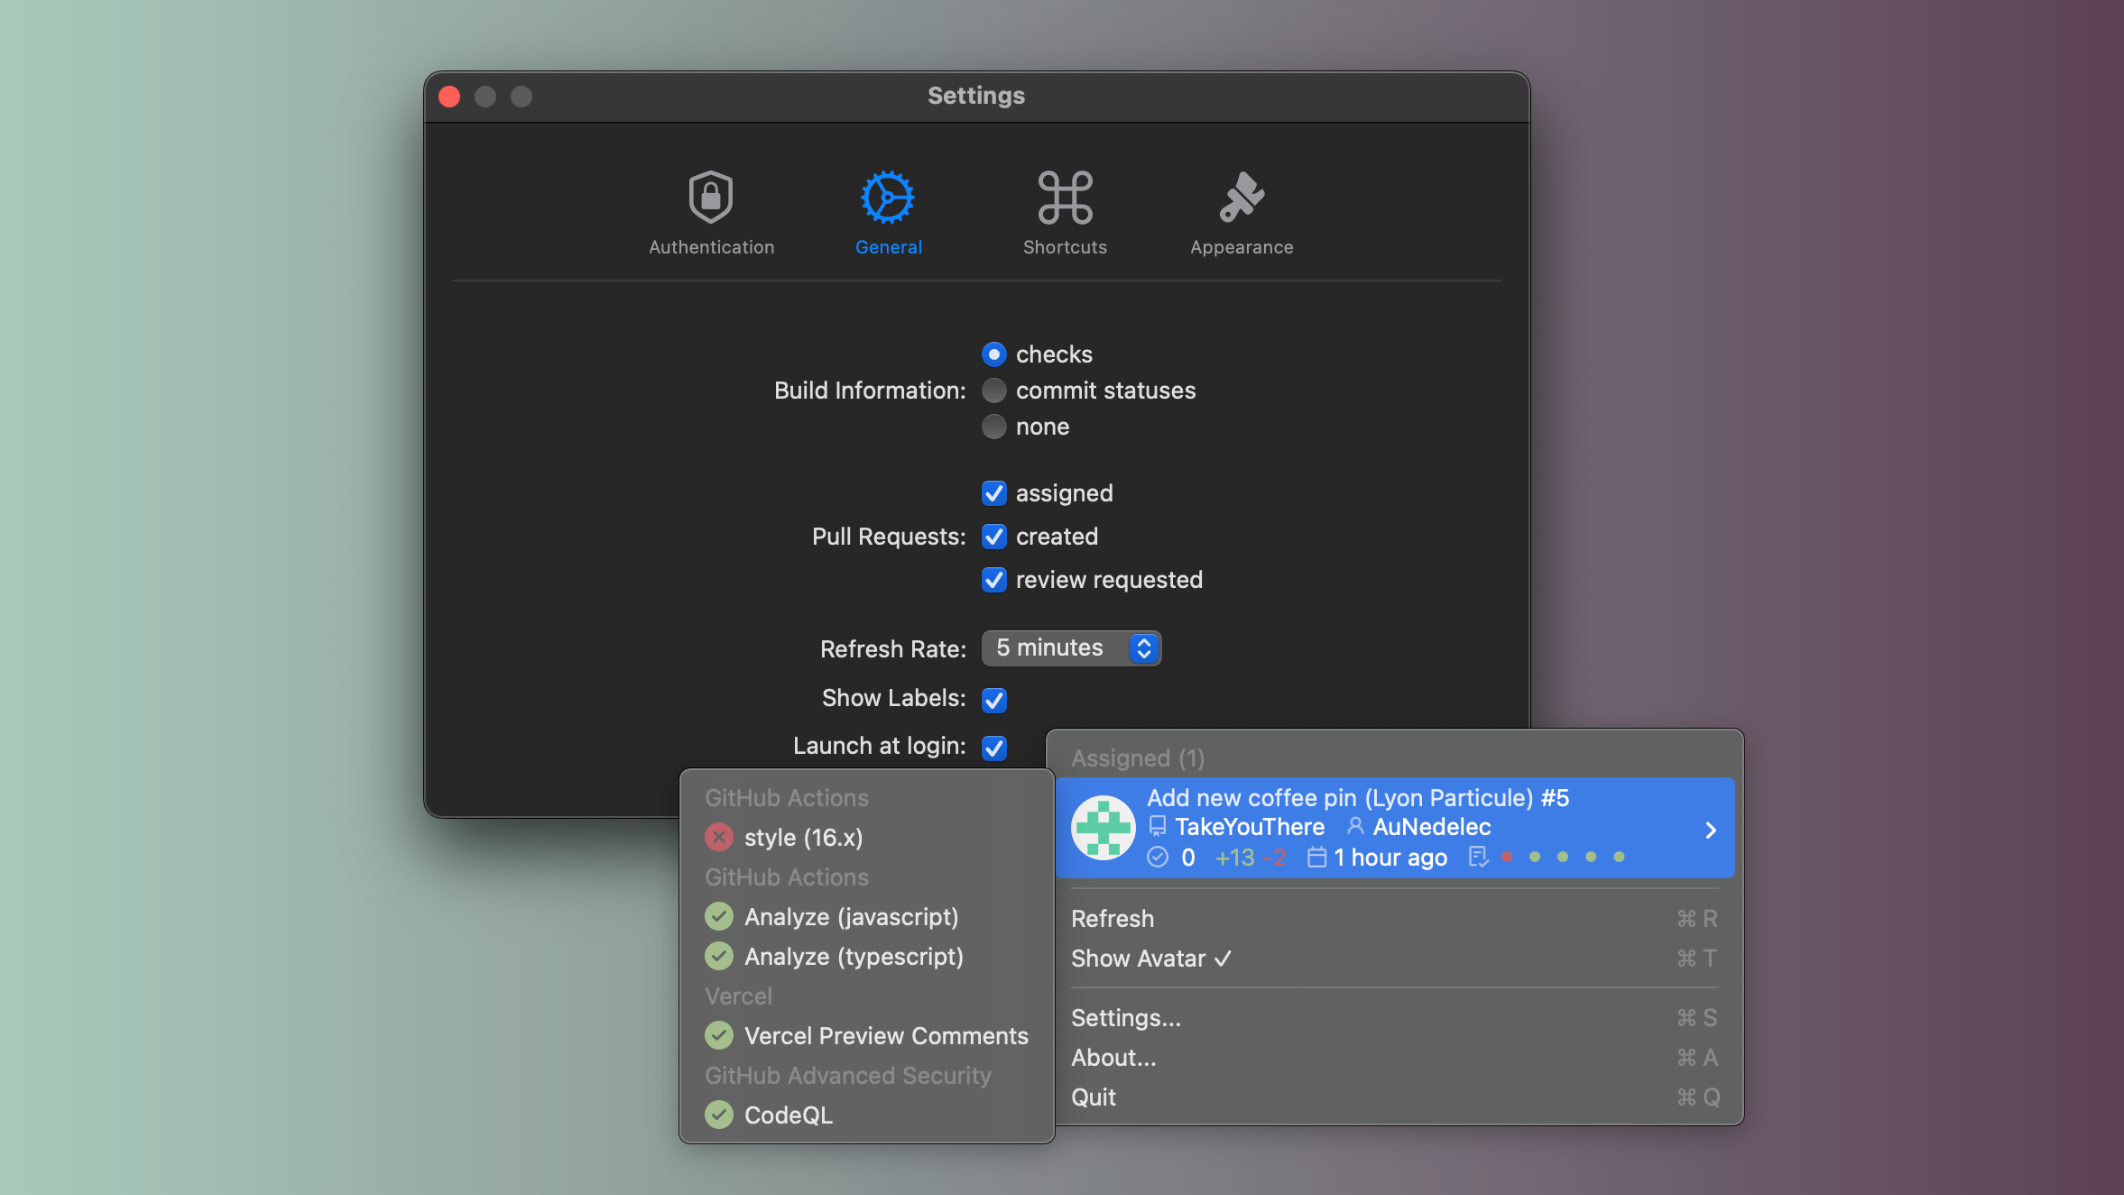 Settings
Authentication
General
Shortcuts
Appearance
checks
Build Information:
commit statuses
none
assigned
Pull Requests:
created
review requested
Refresh Rate:
5 minutes
Show Labels:
Launch at login:
Assigned (1)
Add new coffee pin (Lyon Particule) #5
TakeYouThere AuNedelec
0 +13 -2 1 hour ago
Refresh ⌘ R
Show Avatar ✓ ⌘ T
Settings... ⌘ S
About... ⌘ A
Quit ⌘ Q
GitHub Actions
style (16.x)
GitHub Actions
Analyze (javascript)
Analyze (typescript)
Vercel
Vercel Preview Comments
GitHub Advanced Security
CodeQL